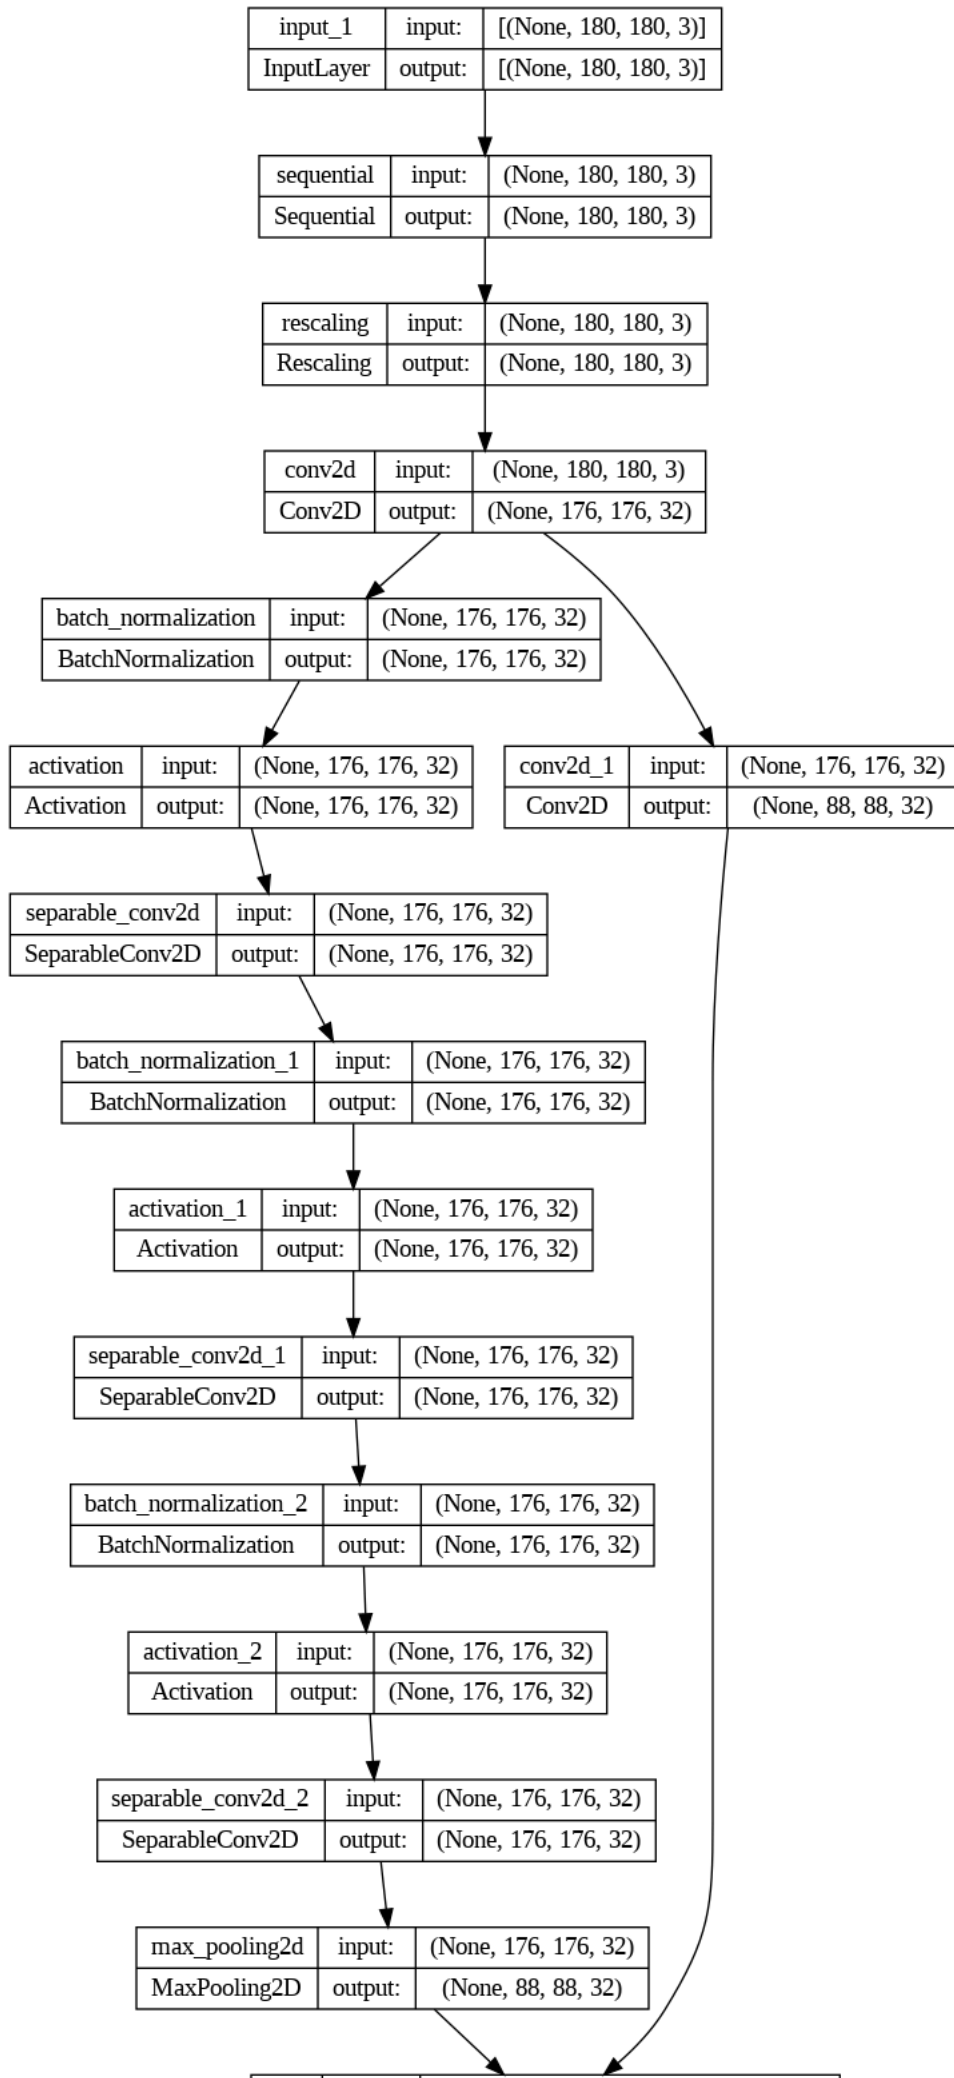 input_1 input: [(None, 180, 180, 3)]
InputLayer output: [(None, 180, 180, 3)]
sequential input: (None, 180, 180, 3)
Sequential output: (None, 180, 180, 3)
rescaling input: (None, 180, 180, 3)
Rescaling output: (None, 180, 180, 3)
conv2d input: (None, 180, 180, 3)
Conv2D output: (None, 176, 176, 32)
batch_normalization input: (None, 176, 176, 32)
BatchNormalization output: (None, 176, 176, 32)
activation input: (None, 176, 176, 32)
Activation output: (None, 176, 176, 32)
conv2d_1 input: (None, 176, 176, 32)
Conv2D output: (None, 88, 88, 32)
separable_conv2d input: (None, 176, 176, 32)
SeparableConv2D output: (None, 176, 176, 32)
batch_normalization_1 input: (None, 176, 176, 32)
BatchNormalization output: (None, 176, 176, 32)
activation_1 input: (None, 176, 176, 32)
Activation output: (None, 176, 176, 32)
separable_conv2d_1 input: (None, 176, 176, 32)
SeparableConv2D output: (None, 176, 176, 32)
batch_normalization_2 input: (None, 176, 176, 32)
BatchNormalization output: (None, 176, 176, 32)
activation_2 input: (None, 176, 176, 32)
Activation output: (None, 176, 176, 32)
separable_conv2d_2 input: (None, 176, 176, 32)
SeparableConv2D output: (None, 176, 176, 32)
max_pooling2d input: (None, 176, 176, 32)
MaxPooling2D output: (None, 88, 88, 32)